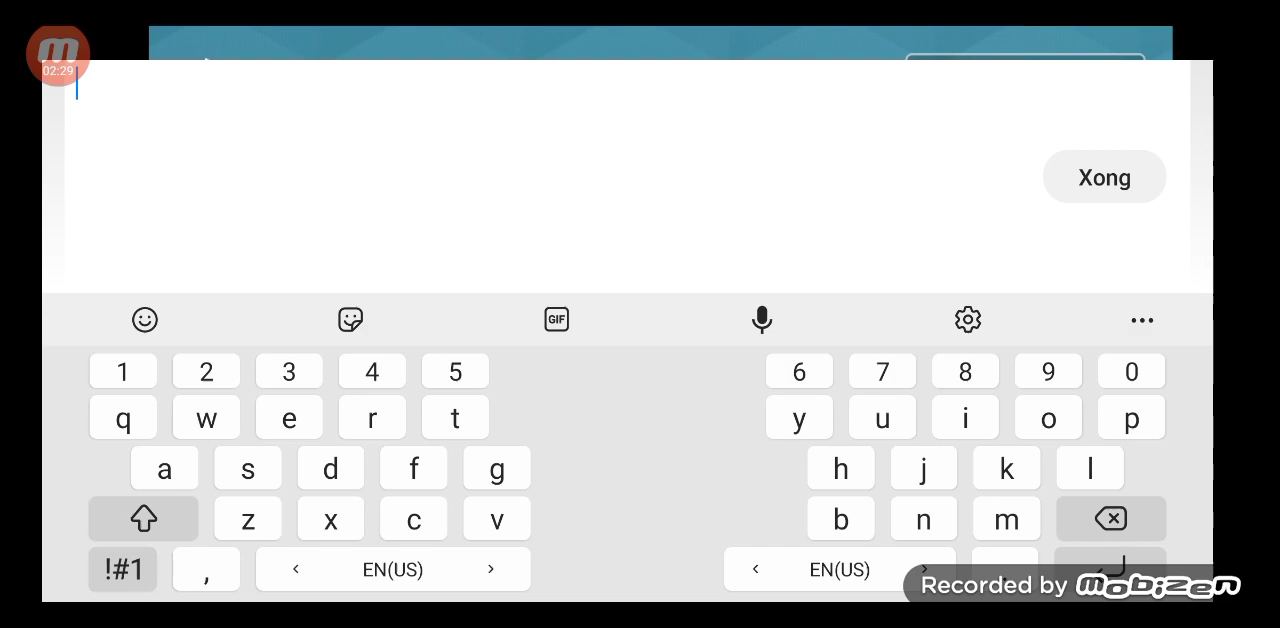 02:29
Xong
GIF
1 2 3 4 5 6 7 8 9 0
q w e r t y u i o p
a s d f g h j k l
z x c v b n m
!#1 , < EN(US) > < EN(US) >
Recorded by mobizen